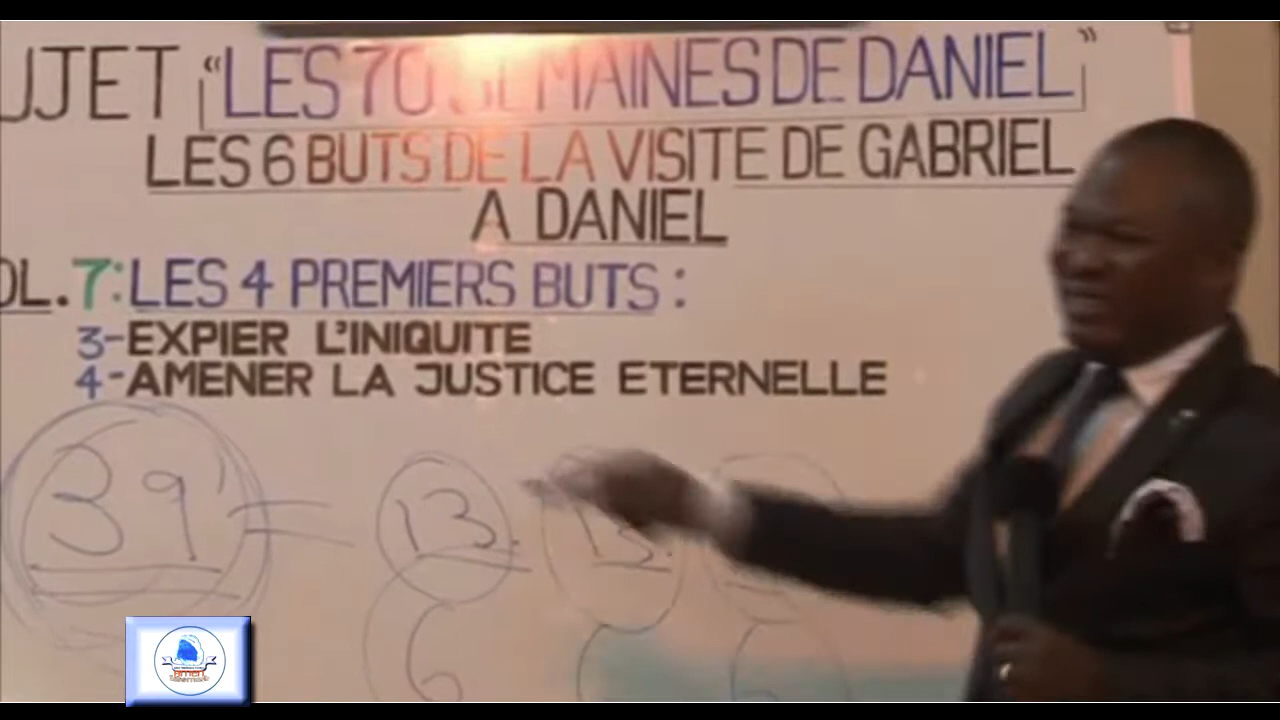 UJET “LES 70 SEMAINES DE DANIEL”
LES 6 BUTS DE LA VISITE DE GABRIEL
A DANIEL
OL.7: LES 4 PREMIERS BUTS :
3-EXPIER L'INIQUITE
4-AMENER LA JUSTICE ETERNELLE
39' = 13. 13.
6